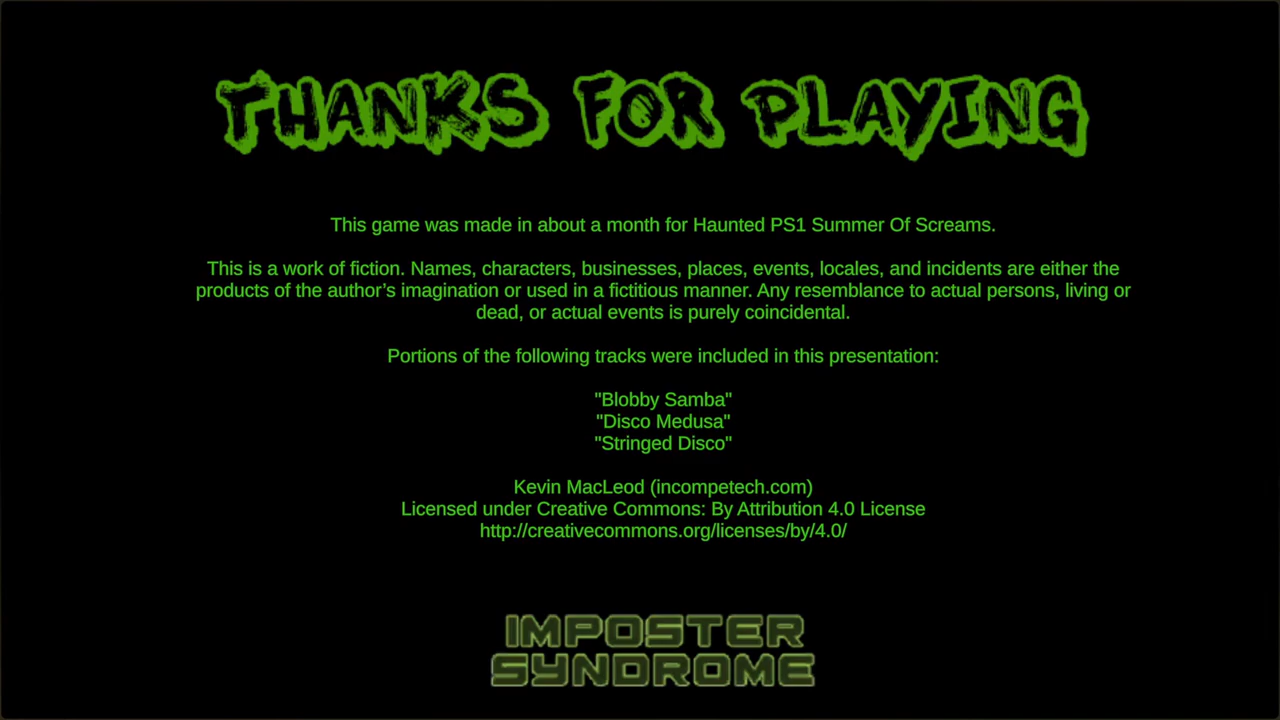 THANKS FOR PLAYING
This game was made in about a month for Haunted PS1 Summer Of Screams.
This is a work of fiction. Names, characters, businesses, places, events, locales, and incidents are either the
products of the author’s imagination or used in a fictitious manner. Any resemblance to actual persons, living or
dead, or actual events is purely coincidental.
Portions of the following tracks were included in this presentation:
"Blobby Samba"
"Disco Medusa"
"Stringed Disco"
Kevin MacLeod (incompetech.com)
Licensed under Creative Commons: By Attribution 4.0 License
http://creativecommons.org/licenses/by/4.0/
IMPOSTER
SYNDROME